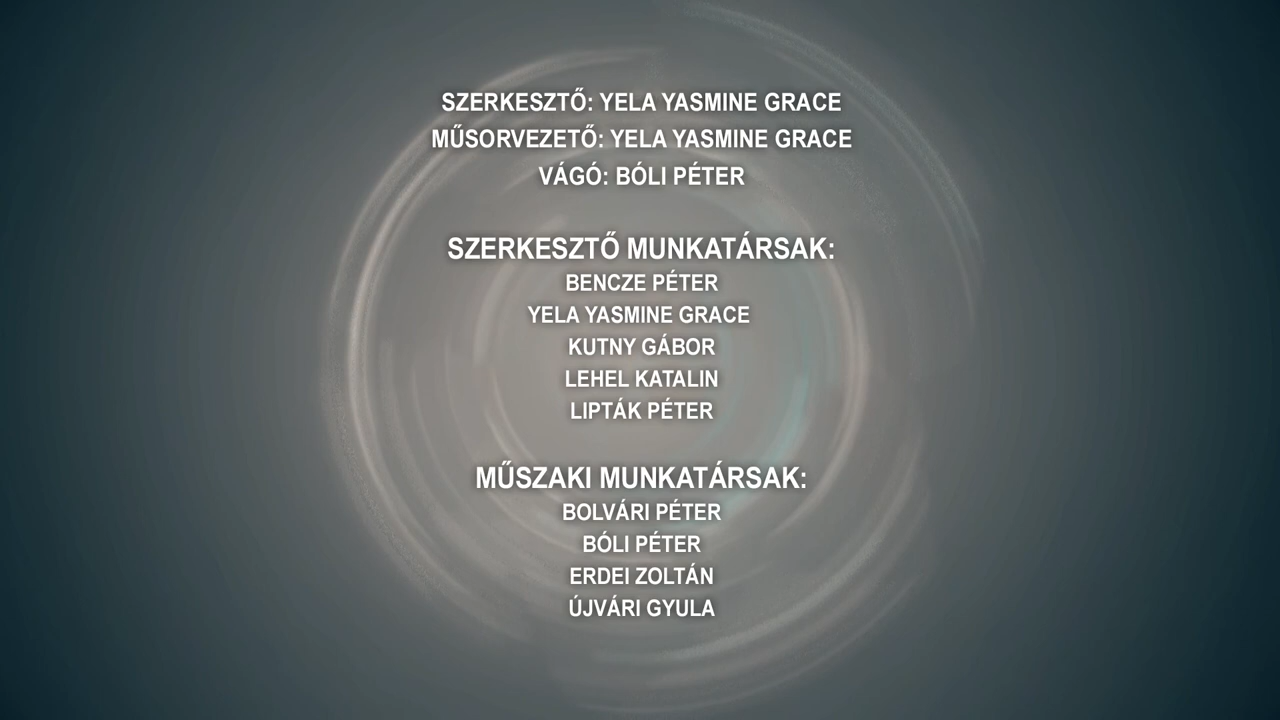 SZERKESZTŐ: YELA YASMINE GRACE
MŰSORVEZETŐ: YELA YASMINE GRACE
VÁGÓ: BÓLI PÉTER
SZERKESZTŐ MUNKATÁRSAK:
BENCZE PÉTER
YELA YASMINE GRACE
KUTNY GÁBOR
LEHEL KATALIN
LIPTÁK PÉTER
MŰSZAKI MUNKATÁRSAK:
BOLVÁRI PÉTER
BÓLI PÉTER
ERDEI ZOLTÁN
ÚJVÁRI GYULA